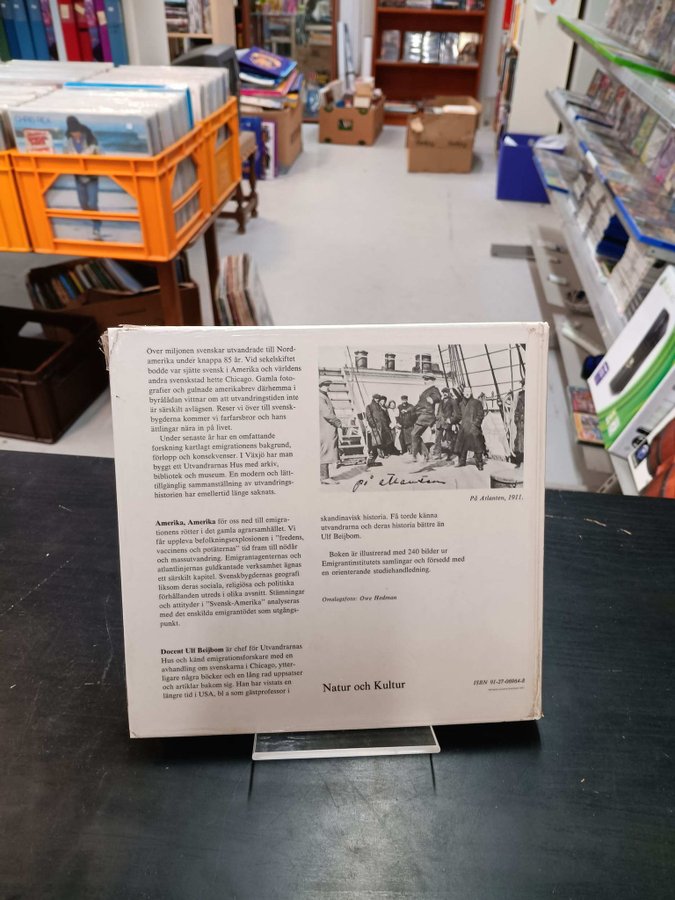 Över miljonen svenskar utvandrade till Nord-
amerika under knappa 85 år. Vid sekelskiftet
bodde var sjätte svensk i Amerika och världens
andra svenskstad hette Chicago. Gamla foto-
grafier och gulnade amerikabrev därhemma i
byrålådan vittnar om att utvandringstiden inte
är särskilt avlägsen. Reser vi över till svensk-
bygderna kommer vi farfarsbror och hans
ättlingar nära in på livet.
Under senaste år har en omfattande
forskning kartlagt emigrationens bakgrund,
förlopp och konsekvenser. I Växjö har man
byggt ett Utvandrarnas Hus med arkiv,
bibliotek och museum. En modern och lätt-
tillgänglig sammanställning av utvandrings-
historien har emellertid länge saknats.
Amerika, Amerika för oss ned till emigra-
tionens rötter i det gamla agrarsamhället. Vi
får uppleva befolkningsexplosionen i "fredens,
vaccinens och potäternas" tid fram till nödår
och massutvandring. Emigrantagenternas och
atlantlinjernas guldkantade verksamhet ägnas
ett särskilt kapitel. Svenskbygdernas geografi
liksom deras sociala, religiösa och politiska
förhållanden utreds i olika avsnitt. Stämningar
och attityder i "Svensk-Amerika" analyseras
med det enskilda emigrantödet som utgångs-
punkt.
Docent Ulf Beijbom är chef för Utvandrarnas
Hus och känd emigrationsforskare med en
avhandling om svenskarna i Chicago, ytter-
ligare några böcker och en lång rad uppsatser
och artiklar bakom sig. Han har vistats en
längre tid i USA, bl a som gästprofessor i
på Atlanten
På Atlanten, 1911.
skandinavisk historia. Få torde känna
utvandrarna och deras historia bättre än
Ulf Beijbom.
Boken är illustrerad med 240 bilder ur
Emigrantinstitutets samlingar och försedd med
en orienterande studiehandledning.
Omslagsfoto: Owe Hedman
Natur och Kultur
ISBN 91-27-00964-8
CHRIS REA